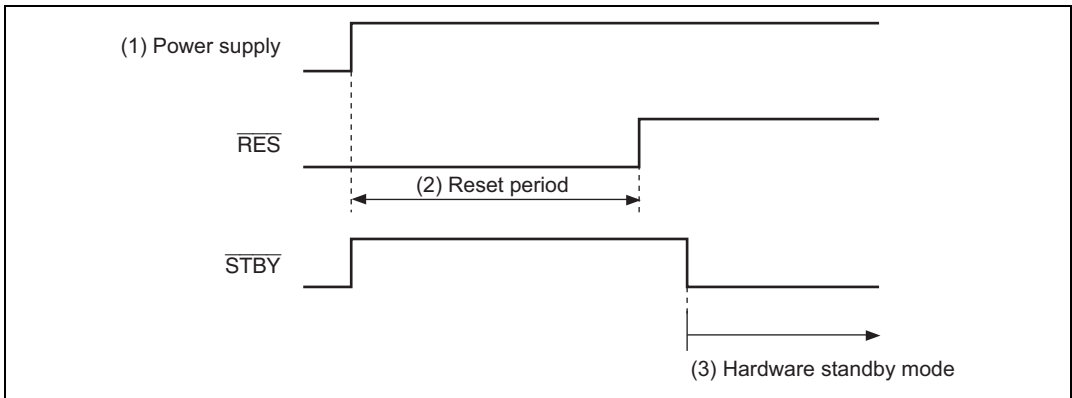 (1) Power supply
RES
(2) Reset period
STBY
(3) Hardware standby mode